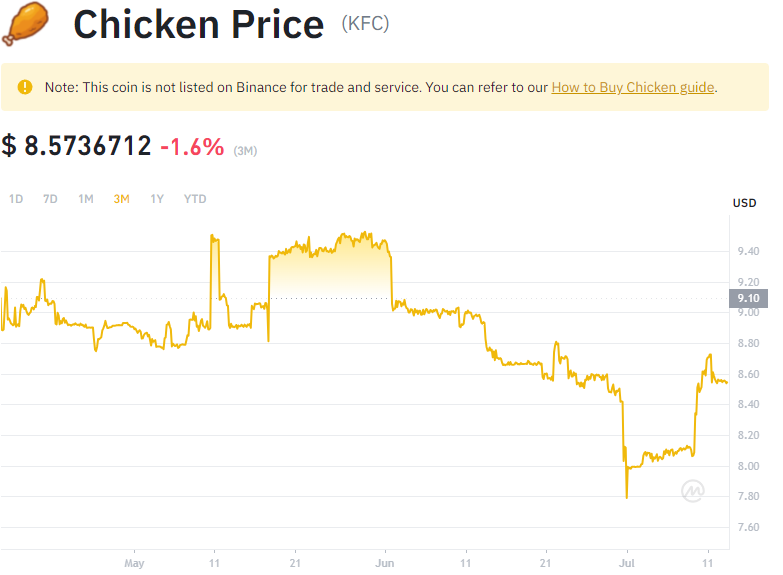 Chicken Price (KFC)
Note: This coin is not listed on Binance for trade and service. You can refer to our How to Buy Chicken guide.
$ 8.5736712 -1.6% (3M)
1D 7D 1M 3M 1Y YTD
USD
9.40
9.20
9.10
9.00
8.80
8.60
8.40
8.20
8.00
7.80
7.60
May 11 21 Jun 11 21 Jul 11